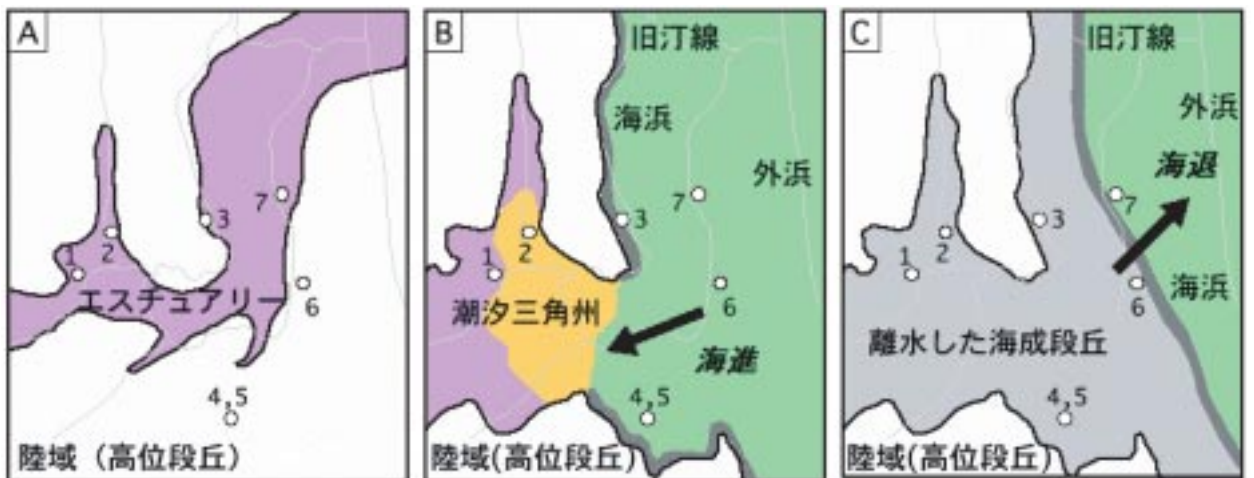 A
3
7
2
1
エスチュアリー
6
4,5
陸域（高位段丘）
B
旧汀線
海浜
外浜
7
3
2
1
潮汐三角州
6
海進
4,5
陸域(高位段丘)
C
旧汀線
外浜
海退
7
3
2
1
6
海浜
離水した海成段丘
4,5
陸域(高位段丘)